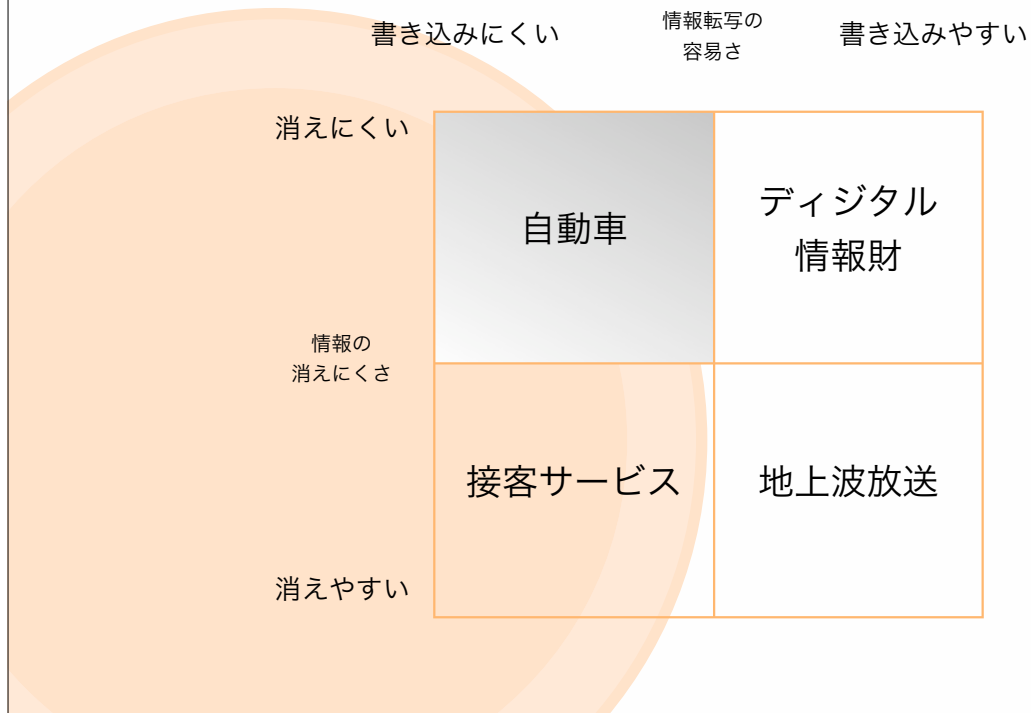 書き込みにくい
情報転写の
容易さ
書き込みやすい
消えにくい
自動車
ディジタル
情報財
情報の
消えにくさ
接客サービス
地上波放送
消えやすい